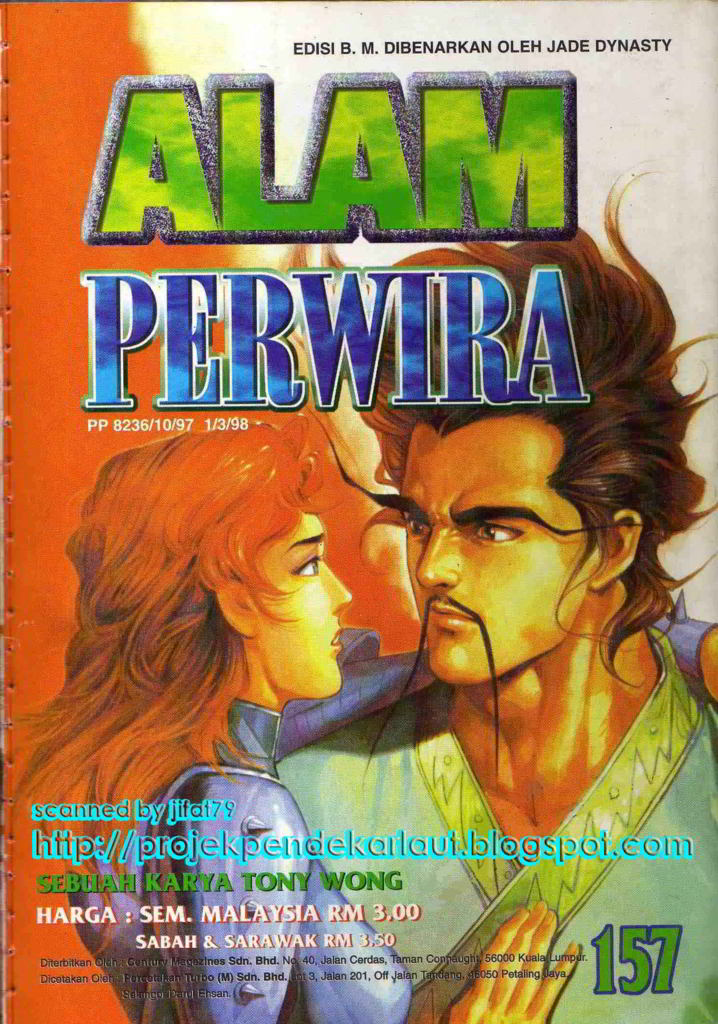 EDISI B. M. DIBENARKAN OLEH JADE DYNASTY
ALAM
PERWIRA
PP 8236/10/97 1/3/98
scanned by jifat79
http://projekpendekarlaut.blogspot.com
SEBUAH KARYA TONY WONG
HARGA : SEM. MALAYSIA RM 3.00
SABAH & SARAWAK RM 3.50
Diterbitkan Oleh : Century Magazines Sdn. Bhd. No. 40, Jalan Cerdas, Taman Connaught, 56000 Kuala Lumpur.
Dicetakan Oleh : Percetakan Turbo (M) Sdn. Bhd. Lot 3, Jalan 201, Off Jalan Tandang, 46050 Petaling Jaya,
Selangor Darul Ehsan.
157